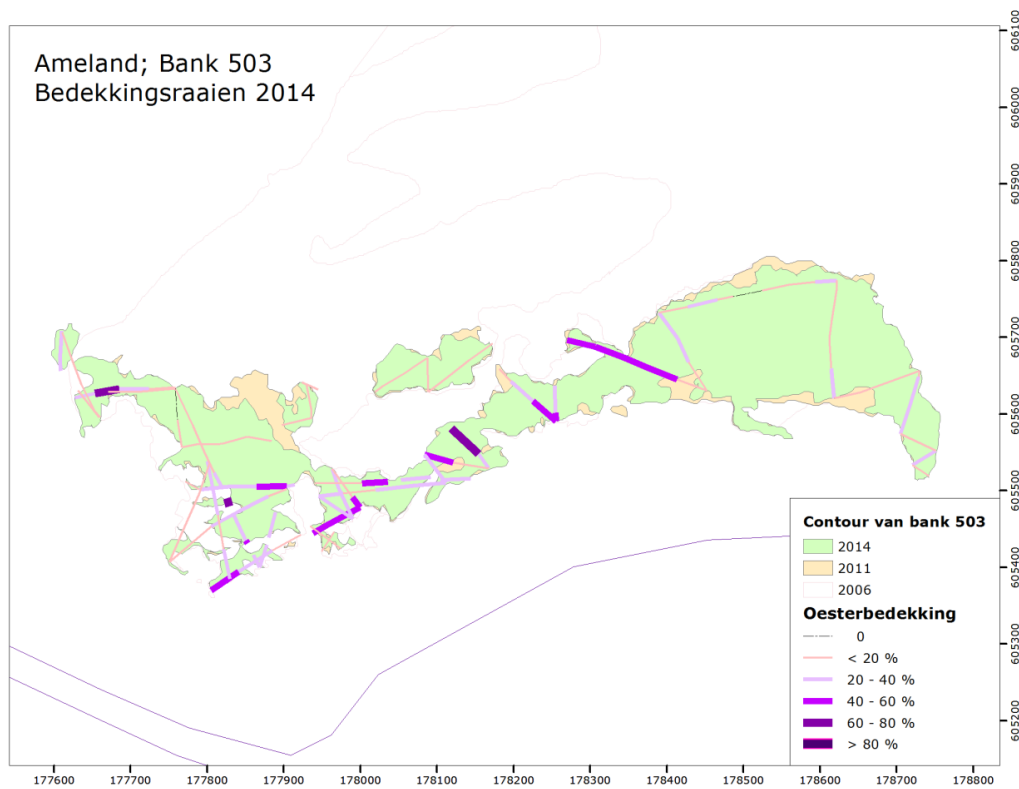 Ameland; Bank 503
Bedekkingsraaien 2014
606100
606000
605900
605800
605700
605600
605500
605400
605300
605200
Contour van bank 503
2014
2011
2006
Oesterbedekking
0
< 20 %
20 - 40 %
40 - 60 %
60 - 80 %
> 80 %
177600 177700 177800 177900 178000 178100 178200 178300 178400 178500 178600 178700 178800